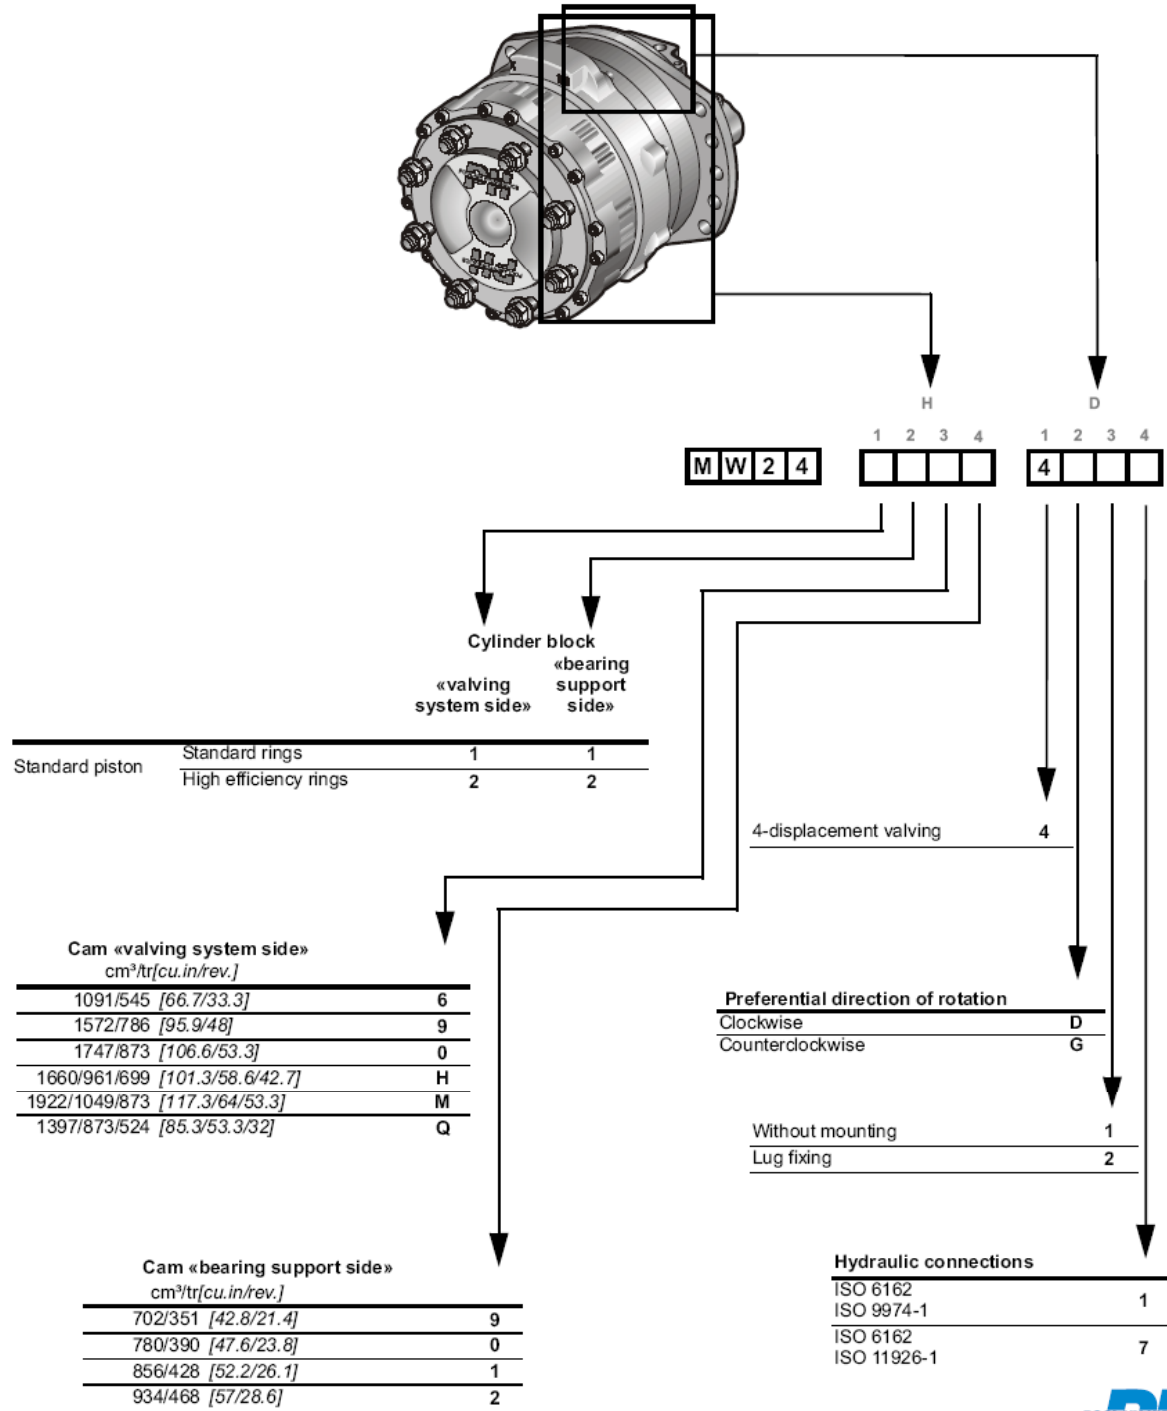 H
D
1 2 3 4
1 2 3 4
M W 2 4
4
Cylinder block
«valving system side»
«bearing support side»
Standard piston
Standard rings 1 1
High efficiency rings 2 2
4-displacement valving 4
Cam «valving system side»
cm³/tr[cu.in/rev.]
1091/545 [66.7/33.3] 6
1572/786 [95.9/48] 9
1747/873 [106.6/53.3] 0
1660/961/699 [101.3/58.6/42.7] H
1922/1049/873 [117.3/64/53.3] M
1397/873/524 [85.3/53.3/32] Q
Preferential direction of rotation
Clockwise D
Counterclockwise G
Without mounting 1
Lug fixing 2
Cam «bearing support side»
cm³/tr[cu.in/rev.]
702/351 [42.8/21.4] 9
780/390 [47.6/23.8] 0
856/428 [52.2/26.1] 1
934/468 [57/28.6] 2
Hydraulic connections
ISO 6162
ISO 9974-1 1
ISO 6162
ISO 11926-1 7